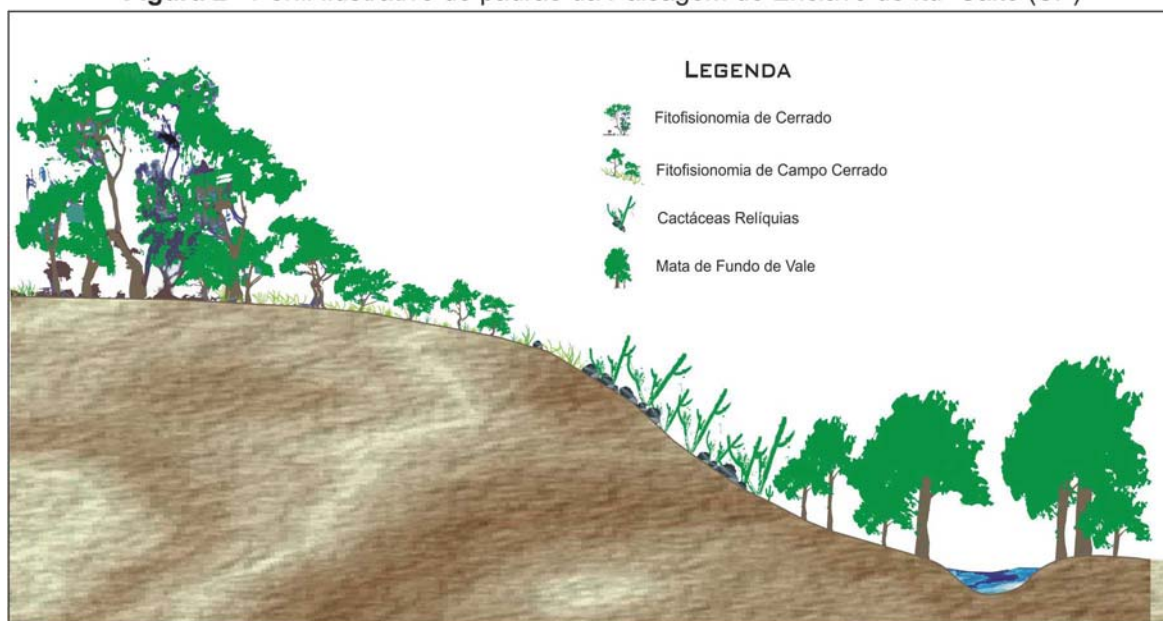 LEGENDA
Fitofisionomia de Cerrado
Fitofisionomia de Campo Cerrado
Cactáceas Relíquias
Mata de Fundo de Vale